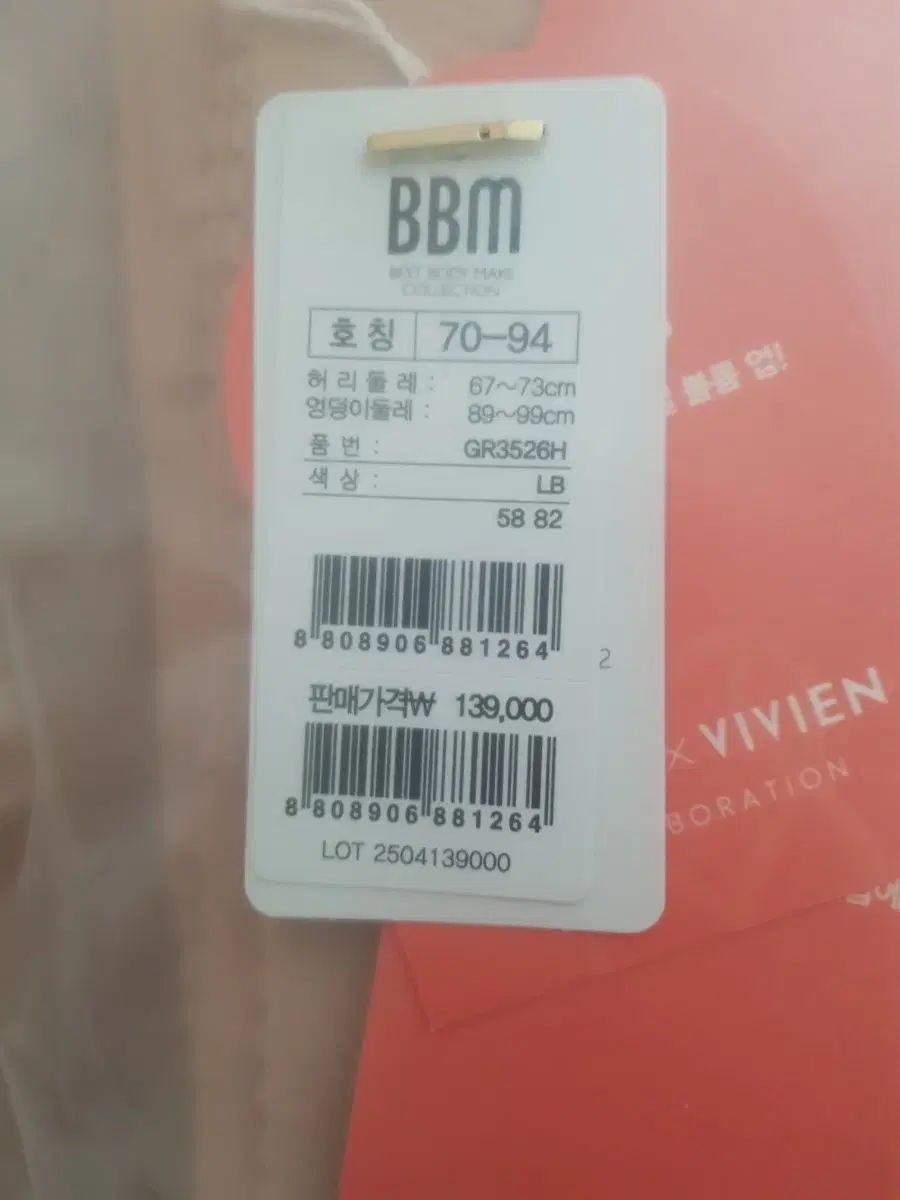 BBM
BEST BODY MAKE
COLLECTION
호칭 70-94
허리둘레 : 67~73cm
엉덩이둘레 : 89~99cm
품번 : GR3526H
색상 : LB
58 82
8 808906 881264
2
판매가격₩ 139,000
8 808906 881264
LOT 2504139000
볼륨 업!
× VIVIEN
BORATION